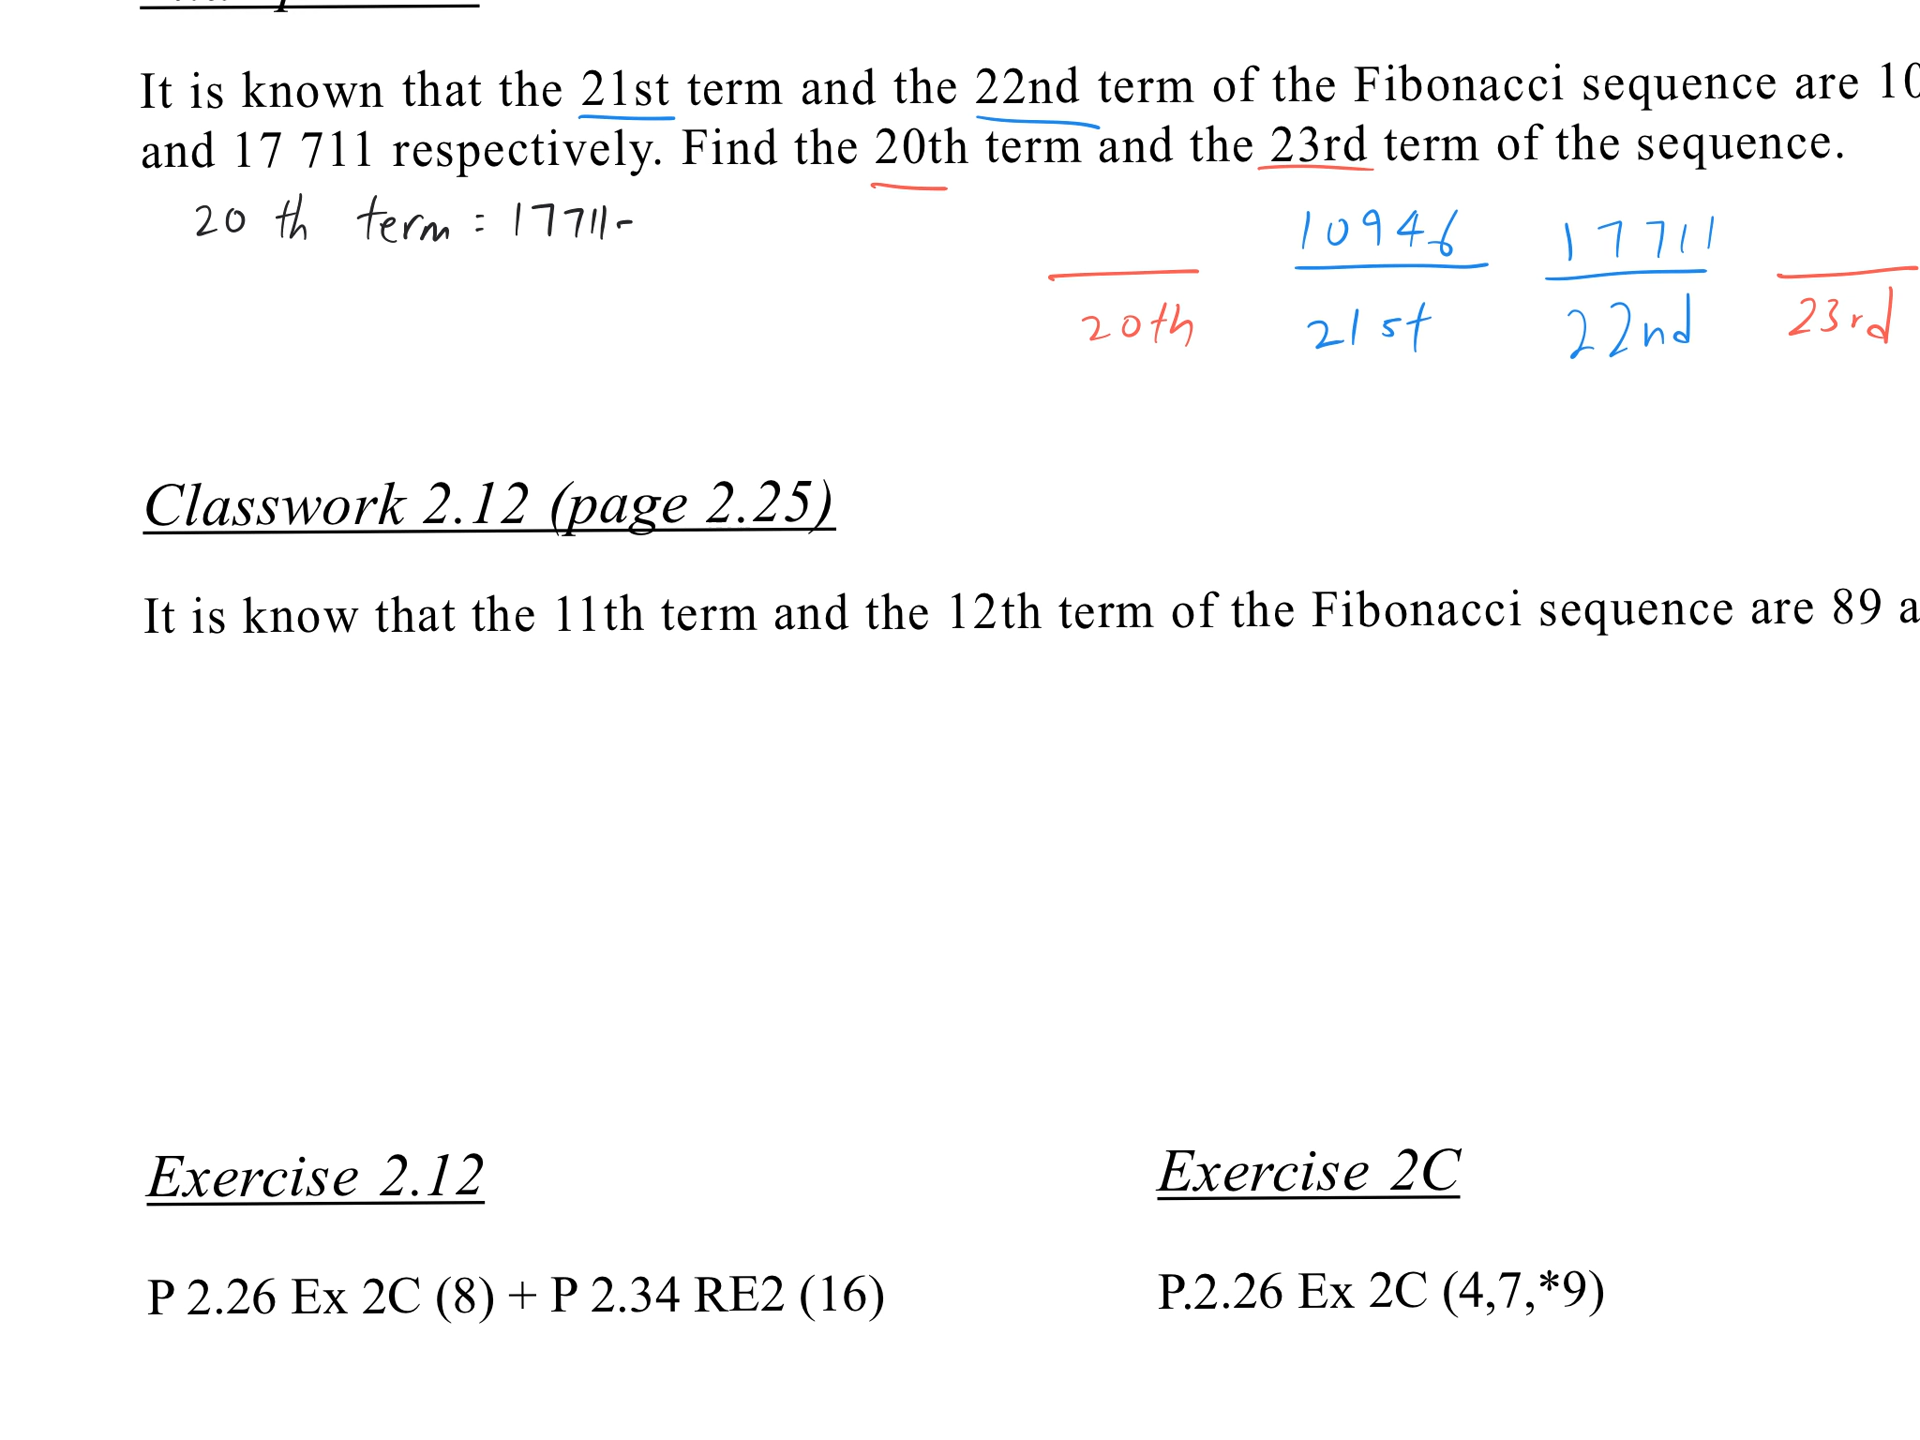 It is known that the 21st term and the 22nd term of the Fibonacci sequence are 10
and 17 711 respectively. Find the 20th term and the 23rd term of the sequence.
20 th term = 17711-
10946 17711
20th 21st 22nd 23rd
Classwork 2.12 (page 2.25)
It is know that the 11th term and the 12th term of the Fibonacci sequence are 89 a
Exercise 2.12 Exercise 2C
P 2.26 Ex 2C (8) + P 2.34 RE2 (16) P.2.26 Ex 2C (4,7,*9)